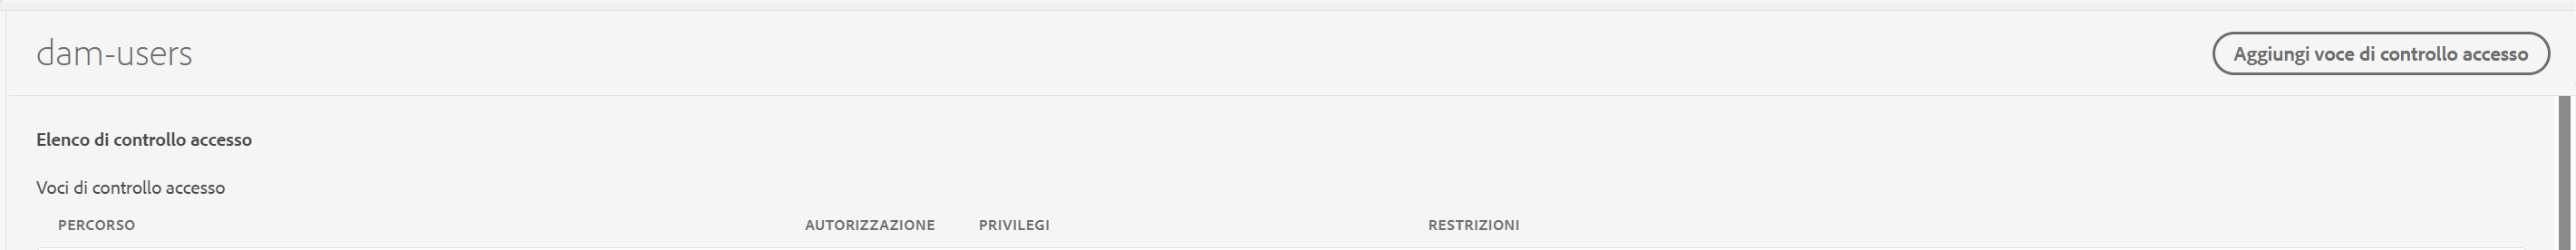 dam-users
Aggiungi voce di controllo accesso
Elenco di controllo accesso
Voci di controllo accesso
PERCORSO AUTORIZZAZIONE PRIVILEGI RESTRIZIONI